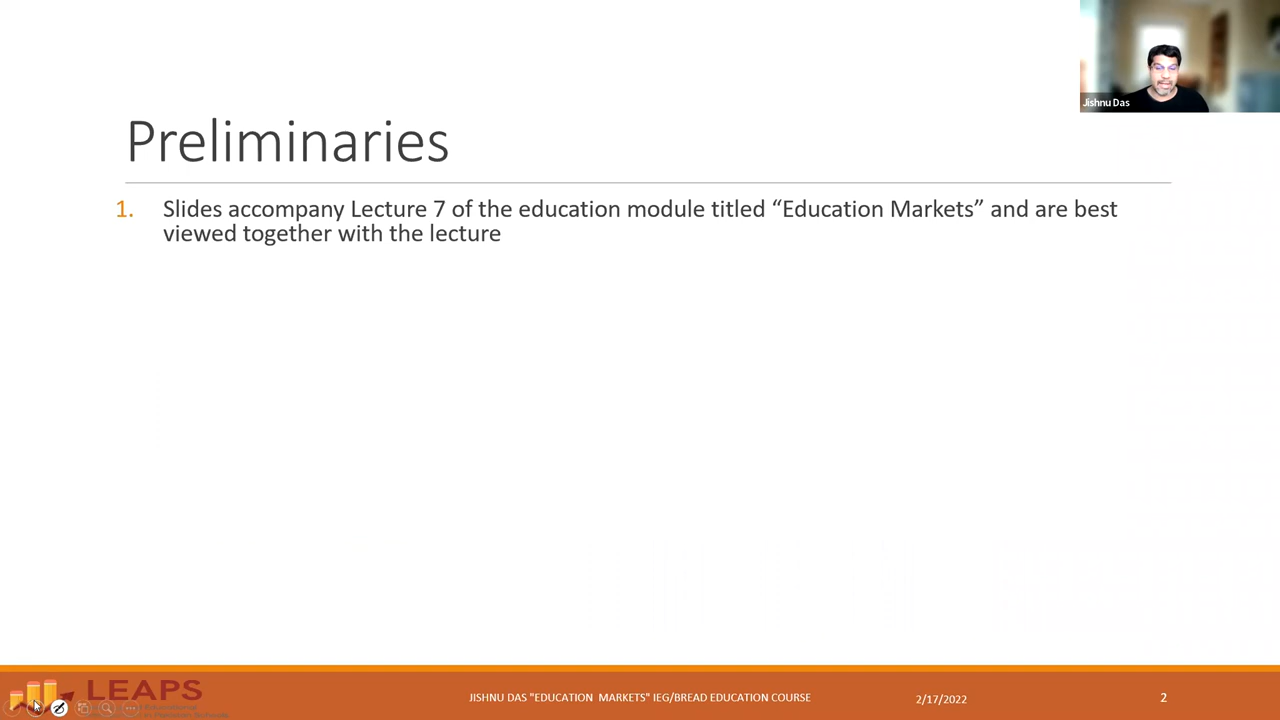 Jishnu Das
Preliminaries
1. Slides accompany Lecture 7 of the education module titled “Education Markets” and are best
viewed together with the lecture
LEAPS
JISHNU DAS "EDUCATION MARKETS" IEG/BREAD EDUCATION COURSE
2/17/2022
2